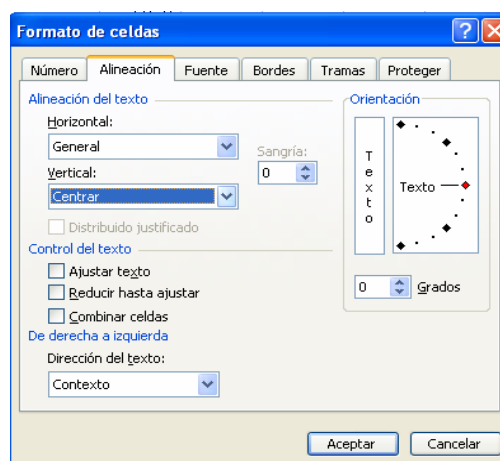 Formato de celdas
Número Alineación Fuente Bordes Tramas Proteger
Alineación del texto
Horizontal:
General
Sangría:
0
Vertical:
Centrar
Distribuido justificado
Control del texto
Ajustar texto
Reducir hasta ajustar
Combinar celdas
De derecha a izquierda
Dirección del texto:
Contexto
Orientación
Texto
Texto
0 Grados
Aceptar Cancelar